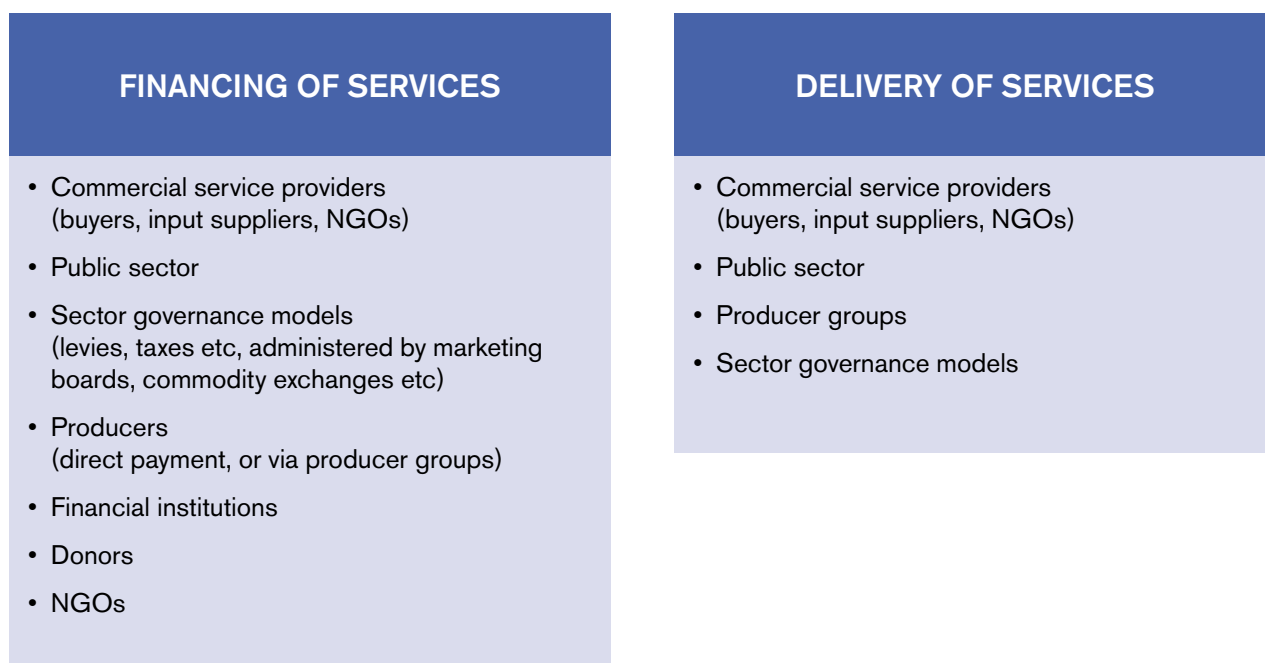 FINANCING OF SERVICES
• Commercial service providers
(buyers, input suppliers, NGOs)
• Public sector
• Sector governance models
(levies, taxes etc, administered by marketing
boards, commodity exchanges etc)
• Producers
(direct payment, or via producer groups)
• Financial institutions
• Donors
• NGOs
DELIVERY OF SERVICES
• Commercial service providers
(buyers, input suppliers, NGOs)
• Public sector
• Producer groups
• Sector governance models